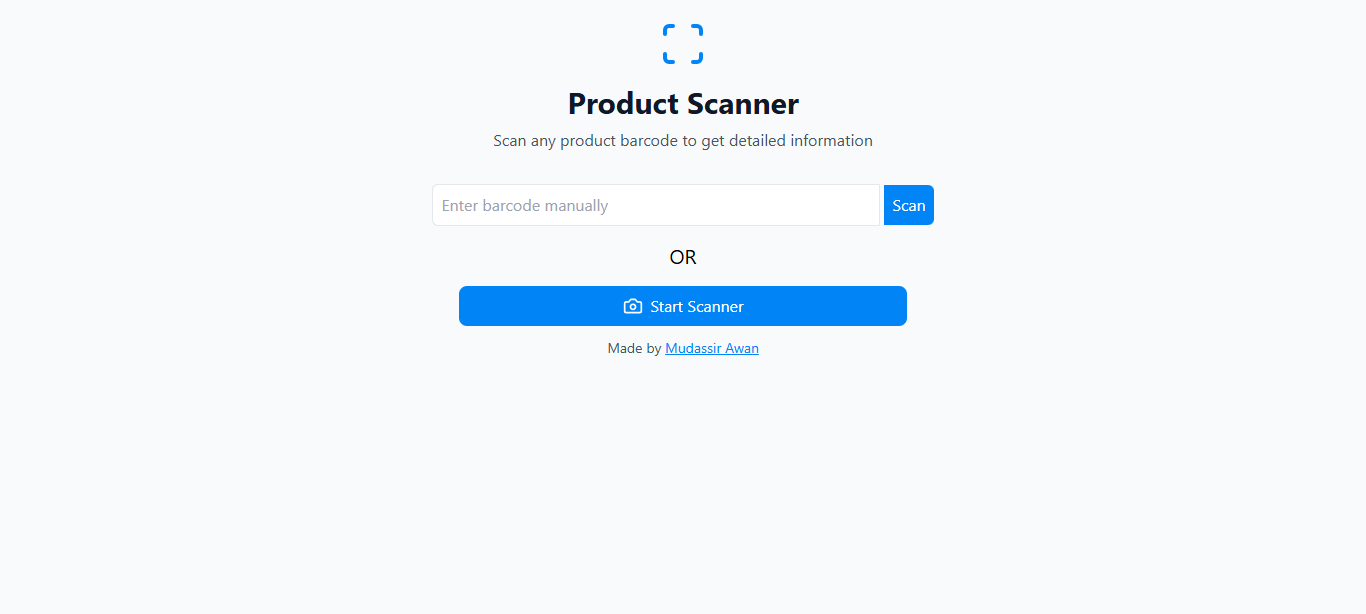 Product Scanner
Scan any product barcode to get detailed information
Enter barcode manually
Scan
OR
Start Scanner
Made by Mudassir Awan